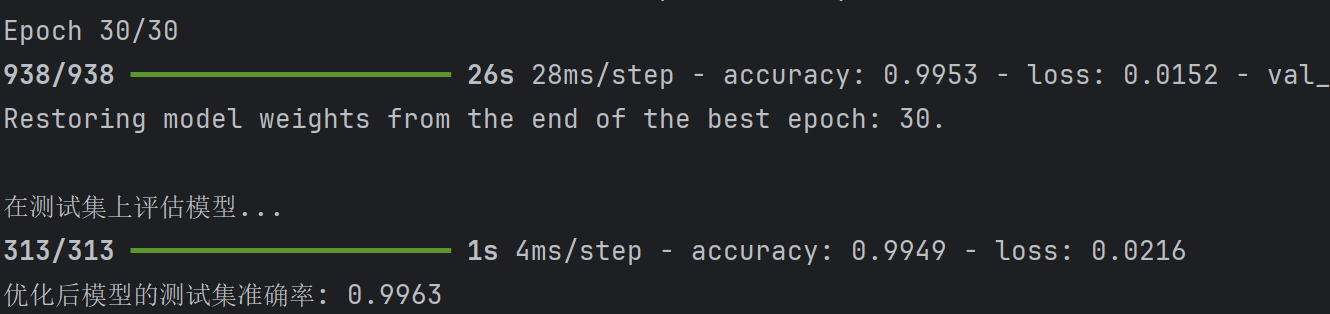 Epoch 30/30
938/938 ━━━━━━━━━━━━━━━━━━━━ 26s 28ms/step - accuracy: 0.9953 - loss: 0.0152 - val_
Restoring model weights from the end of the best epoch: 30.
在测试集上评估模型...
313/313 ━━━━━━━━━━━━━━━━━━━━ 1s 4ms/step - accuracy: 0.9949 - loss: 0.0216
优化后模型的测试集准确率: 0.9963